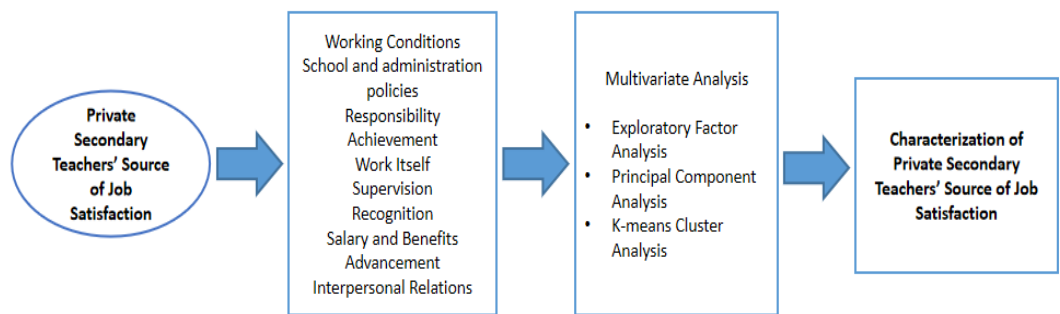 Private
Secondary
Teachers' Source
of Job
Satisfaction
Working Conditions
School and administration
policies
Responsibility
Achievement
Work Itself
Supervision
Recognition
Salary and Benefits
Advancement
Interpersonal Relations
Multivariate Analysis
• Exploratory Factor
Analysis
• Principal Component
Analysis
• K-means Cluster
Analysis
Characterization of
Private Secondary
Teachers' Source of Job
Satisfaction